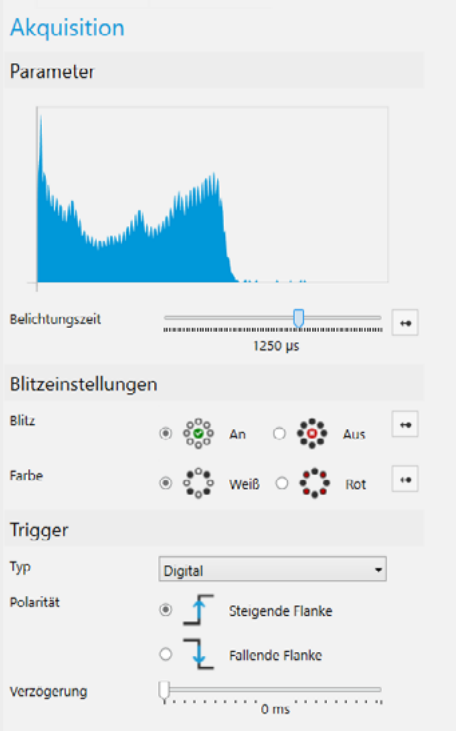 Akquisition
Parameter
Belichtungszeit
1250 µs
Blitzeinstellungen
Blitz
An
Aus
Farbe
Weiß
Rot
Trigger
Typ
Digital
Polarität
Steigende Flanke
Fallende Flanke
Verzögerung
0 ms